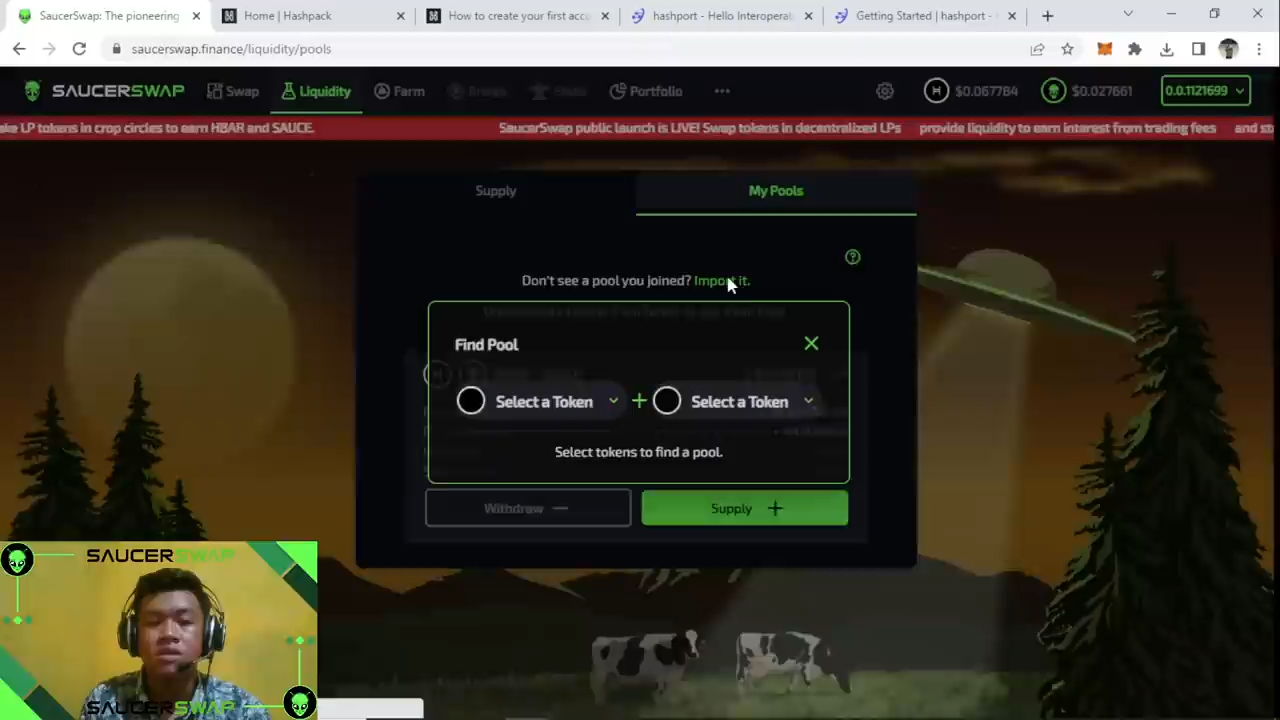 SaucerSwap: The pioneering
Home | Hashpack
How to create your first acco
hashport - Hello Interoperab
Getting Started | hashport -
saucerswap.finance/liquidity/pools
SAUCERSWAP
Swap
Liquidity
Farm
Portfolio
$0.067784
$0.027661
0.0.1121699
ake LP tokens in crop circles to earn HBAR and SAUCE.
SaucerSwap public launch is LIVE! Swap tokens in decentralized LPs
provide liquidity to earn interest from trading fees
and st
Supply
My Pools
Don't see a pool you joined? Import it.
Find Pool
Select a Token
Select a Token
Select tokens to find a pool.
Withdraw
Supply
SAUCERSWAP
SAUCERSWAP